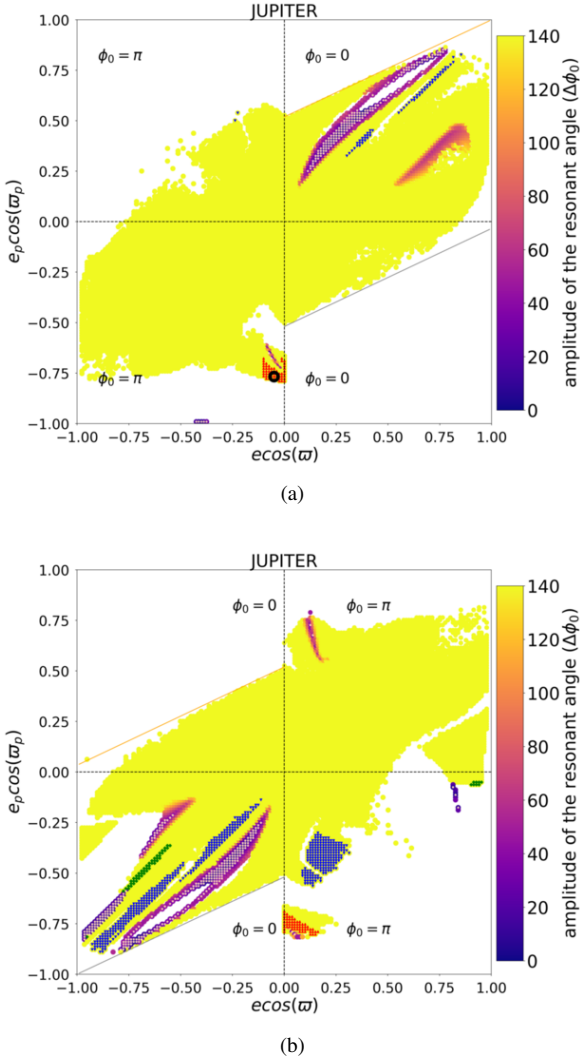 JUPITER
ϕ₀ = π
ϕ₀ = 0
ϕ₀ = π
ϕ₀ = 0
1.00
0.75
0.50
0.25
0.00
−0.25
−0.50
−0.75
−1.00
eₚcos(ϖₚ)
−1.00 −0.75 −0.50 −0.25 0.00 0.25 0.50 0.75 1.00
ecos(ϖ)
140
120
100
80
60
40
20
0
amplitude of the resonant angle (Δϕ₀)
(a)
JUPITER
ϕ₀ = 0
ϕ₀ = π
ϕ₀ = 0
ϕ₀ = π
1.00
0.75
0.50
0.25
0.00
−0.25
−0.50
−0.75
−1.00
eₚcos(ϖₚ)
−1.00 −0.75 −0.50 −0.25 0.00 0.25 0.50 0.75 1.00
ecos(ϖ)
140
120
100
80
60
40
20
0
amplitude of the resonant angle (Δϕ₀)
(b)